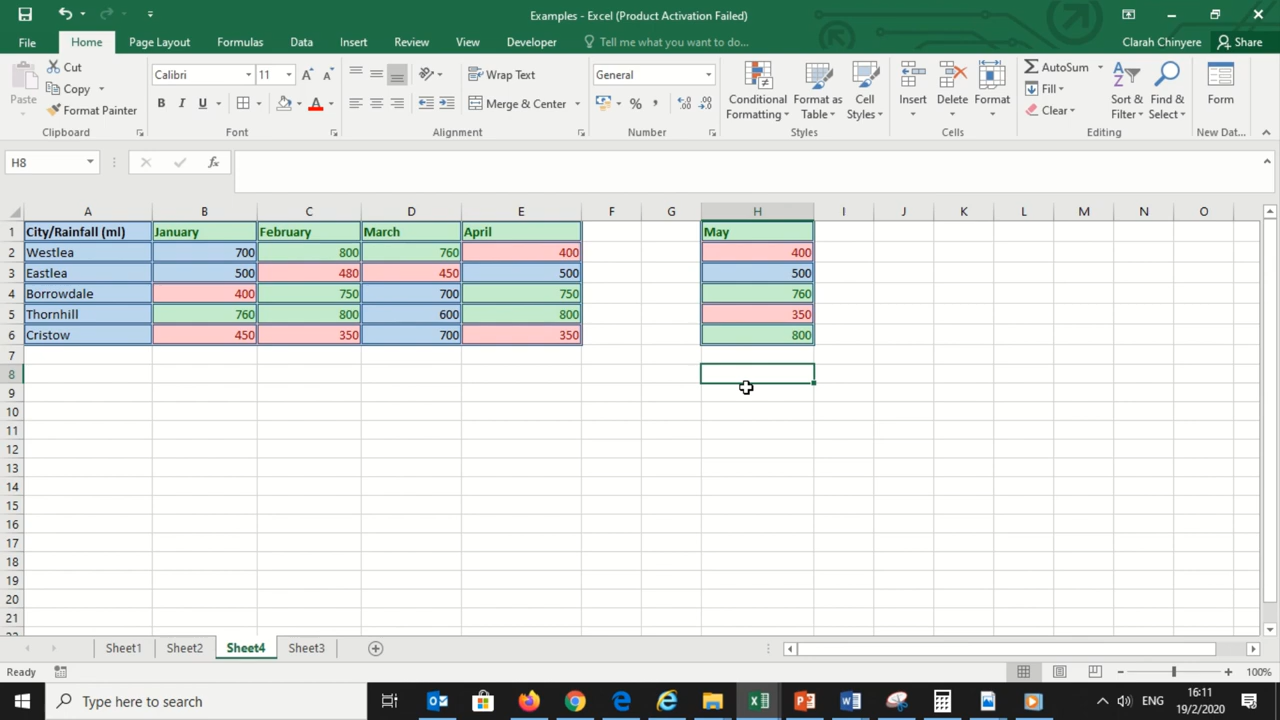 Examples - Excel (Product Activation Failed)
File Home Page Layout Formulas Data Insert Review View Developer Tell me what you want to do... Clarah Chinyere Share
Paste
Cut
Copy
Format Painter
Clipboard
Calibri 11 A A
B I U A
Font
Wrap Text
Merge & Center
Alignment
General
% ,
Number
Conditional Formatting
Format as Table
Cell Styles
Styles
Insert Delete Format
Cells
AutoSum
Fill
Clear
Sort & Filter
Find & Select
Editing
Form
New Dat...
H8 fx
A B C D E F G H I J K L M N O
1 City/Rainfall (ml) January February March April May
2 Westlea 700 800 760 400 400
3 Eastlea 500 480 450 500 500
4 Borrowdale 400 750 700 750 760
5 Thornhill 760 800 600 800 350
6 Cristow 450 350 700 350 800
7
8
9
10
11
12
13
14
15
16
17
18
19
20
21
Sheet1 Sheet2 Sheet4 Sheet3
Ready 100%
Type here to search ENG 16:11
19/2/2020